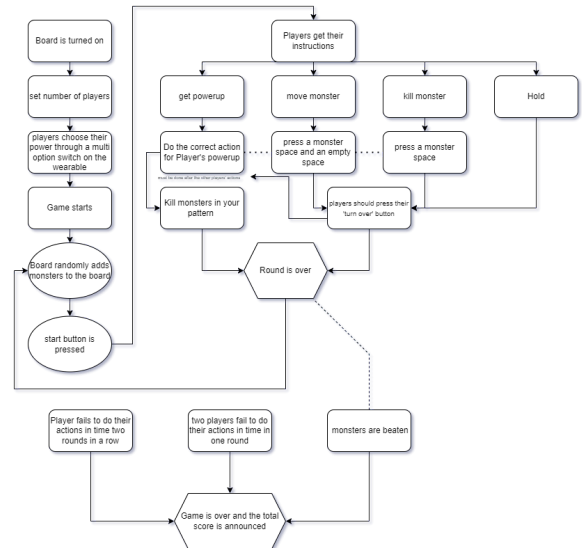 Board is turned on
Players get their
instructions
set number of players
get powerup
move monster
kill monster
Hold
players choose their
power through a multi
option switch on the
wearable
Do the correct action
for Player's powerup
press a monster
space and an empty
space
press a monster
space
must be done after the other players' actions
Game starts
Kill monsters in your
pattern
players should press their
'turn over' button
Board randomly adds
monsters to the board
Round is over
start button is
pressed
Player fails to do their
actions in time two
rounds in a row
two players fail to do
their actions in time in
one round
monsters are beaten
Game is over and the total
score is announced